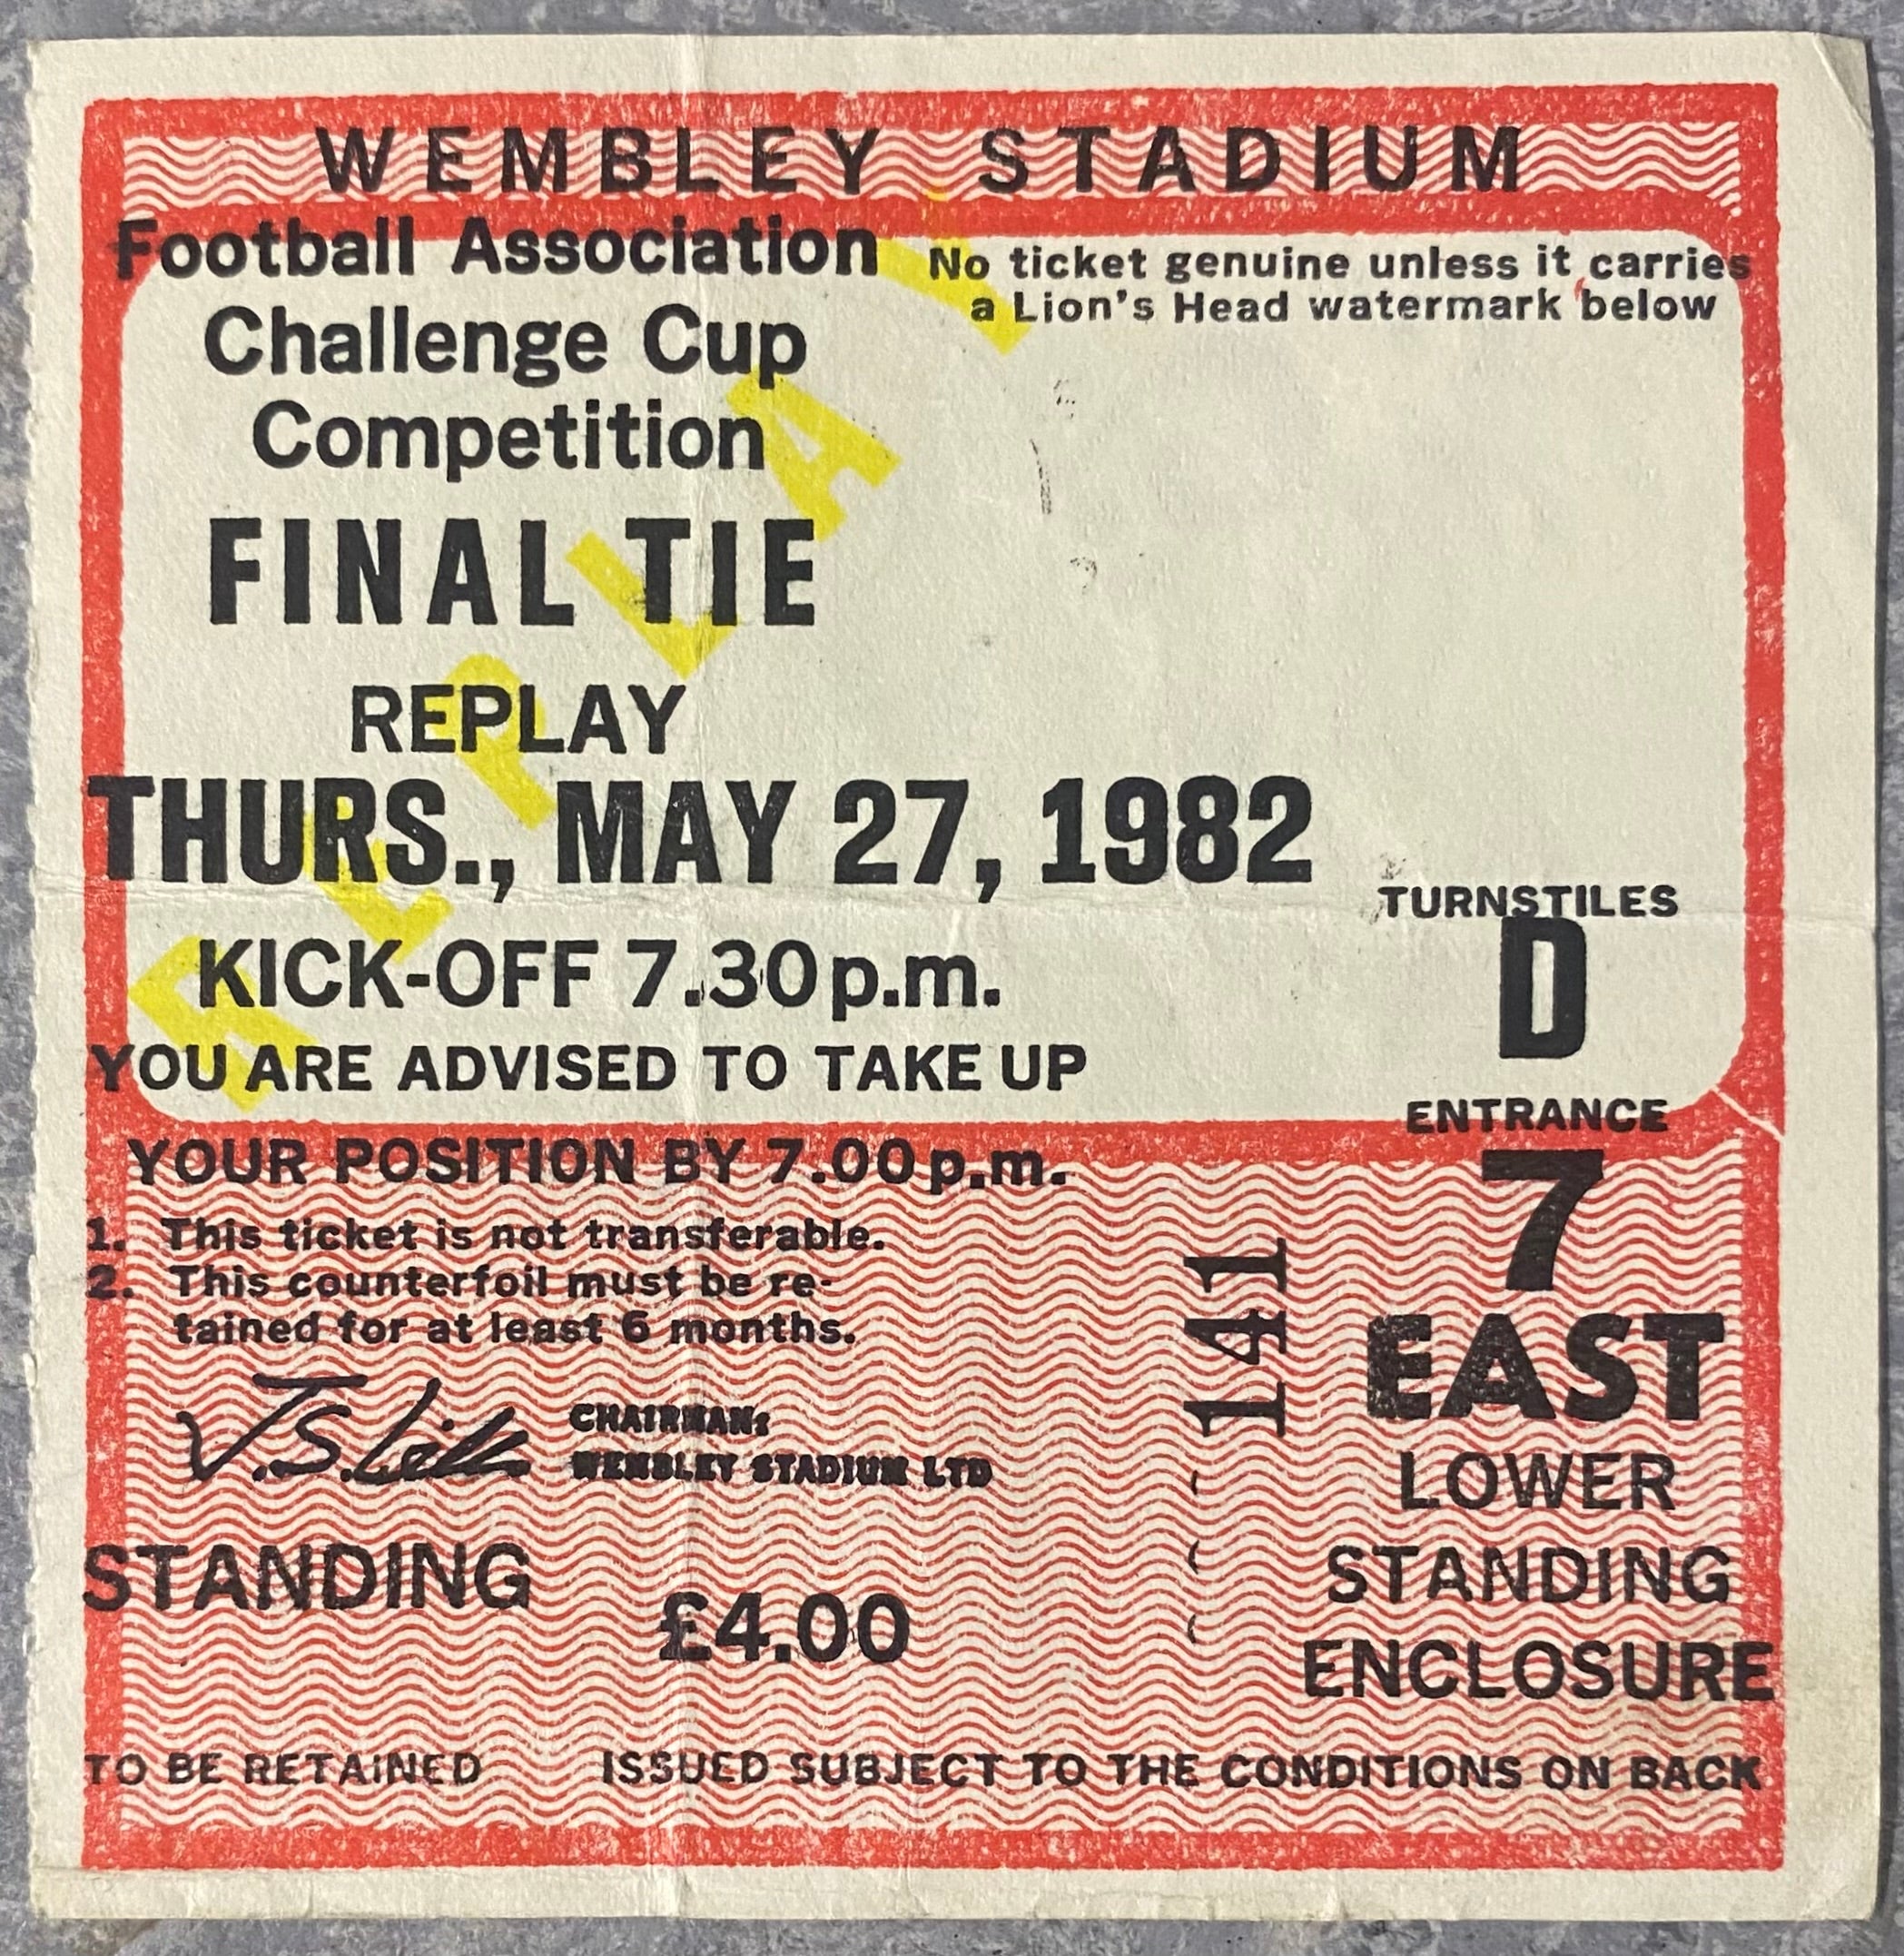 WEMBLEY STADIUM
Football Association
Challenge Cup
Competition
FINAL TIE
REPLAY
THURS., MAY 27, 1982
KICK-OFF 7.30p.m.
YOU ARE ADVISED TO TAKE UP
YOUR POSITION BY 7.00p.m.
No ticket genuine unless it carries
a Lion's Head watermark below
REPLAY
TURNSTILES
D
ENTRANCE
7
EAST
LOWER
STANDING
ENCLOSURE
1. This ticket is not transferable.
2. This counterfoil must be re-
tained for at least 6 months.
CHAIRMAN:
WEMBLEY STADIUM LTD
141
STANDING
£4.00
TO BE RETAINED ISSUED SUBJECT TO THE CONDITIONS ON BACK